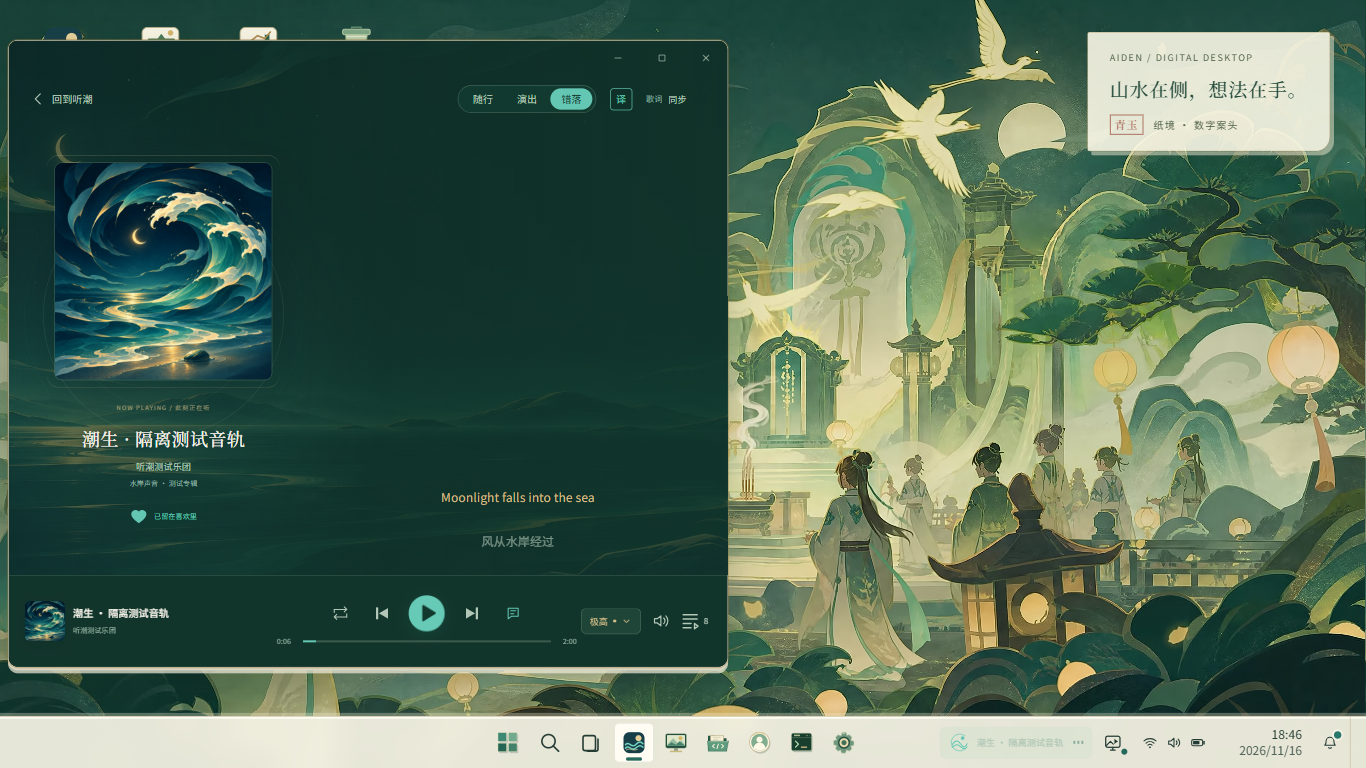 回到听潮
随行 演出 错落 译 歌词 同步
NOW PLAYING / 此刻正在听
潮生 · 隔离测试音轨
听潮测试乐团
水岸声音 · 测试专辑
已留在喜欢里
Moonlight falls into the sea
风从水岸经过
潮生 · 隔离测试音轨
听潮测试乐团
0:06
2:00
极高
8
AIDEN / DIGITAL DESKTOP
山水在侧，想法在手。
青玉 纸境 · 数字案头
潮生 · 隔离测试音轨
18:46
2026/11/16